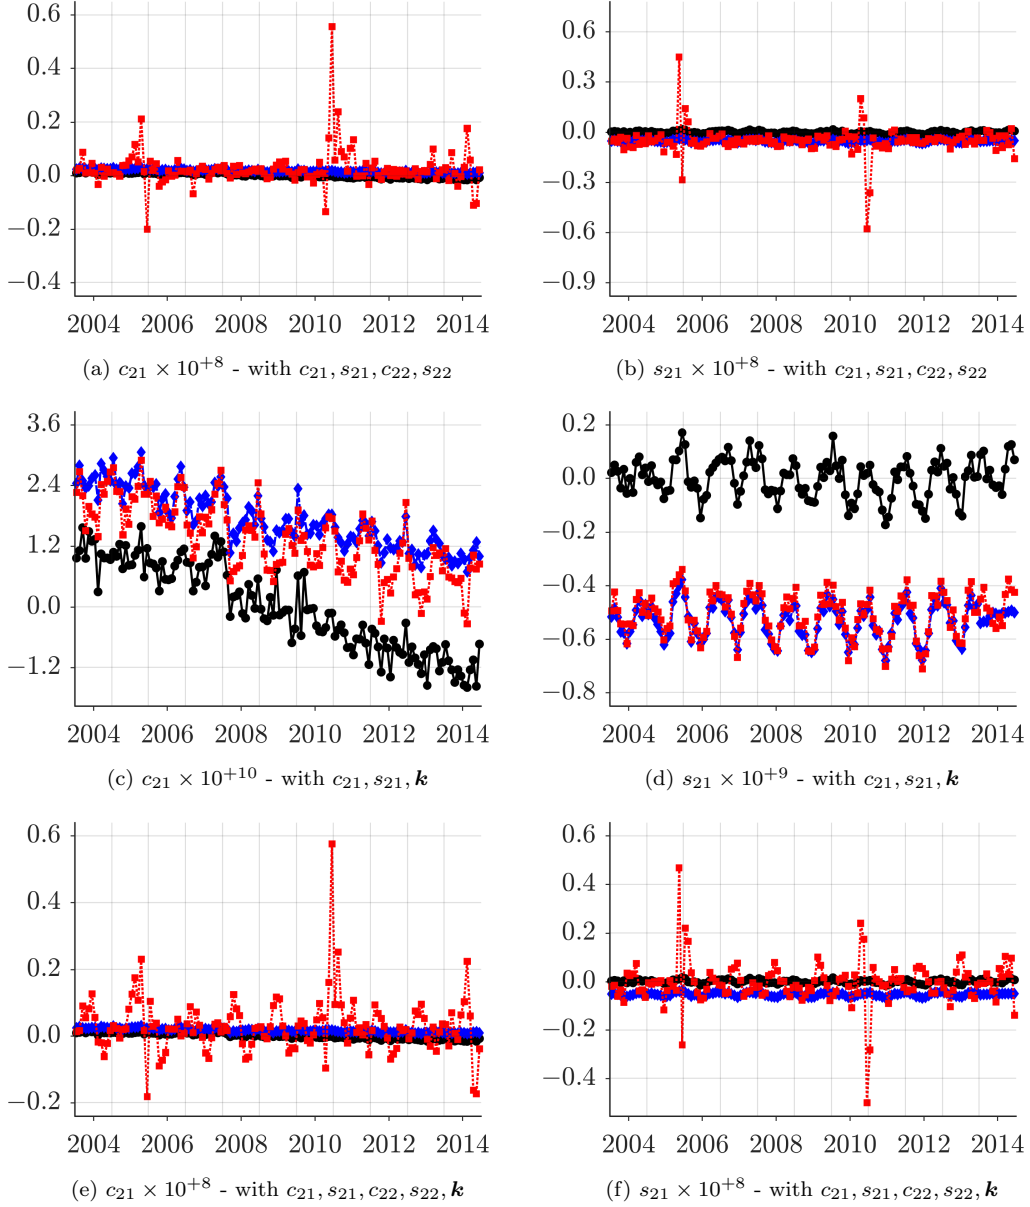 0.6
0.4
0.2
0.0
−0.2
−0.4
2004 2006 2008 2010 2012 2014
(a) c₂₁ × 10⁺⁸ - with c₂₁, s₂₁, c₂₂, s₂₂
0.6
0.3
0.0
−0.3
−0.6
−0.9
2004 2006 2008 2010 2012 2014
(b) s₂₁ × 10⁺⁸ - with c₂₁, s₂₁, c₂₂, s₂₂
3.6
2.4
1.2
0.0
−1.2
2004 2006 2008 2010 2012 2014
(c) c₂₁ × 10⁺¹⁰ - with c₂₁, s₂₁, k
0.2
0.0
−0.2
−0.4
−0.6
−0.8
2004 2006 2008 2010 2012 2014
(d) s₂₁ × 10⁺⁹ - with c₂₁, s₂₁, k
0.6
0.4
0.2
0.0
−0.2
2004 2006 2008 2010 2012 2014
(e) c₂₁ × 10⁺⁸ - with c₂₁, s₂₁, c₂₂, s₂₂, k
0.6
0.4
0.2
0.0
−0.2
−0.4
2004 2006 2008 2010 2012 2014
(f) s₂₁ × 10⁺⁸ - with c₂₁, s₂₁, c₂₂, s₂₂, k